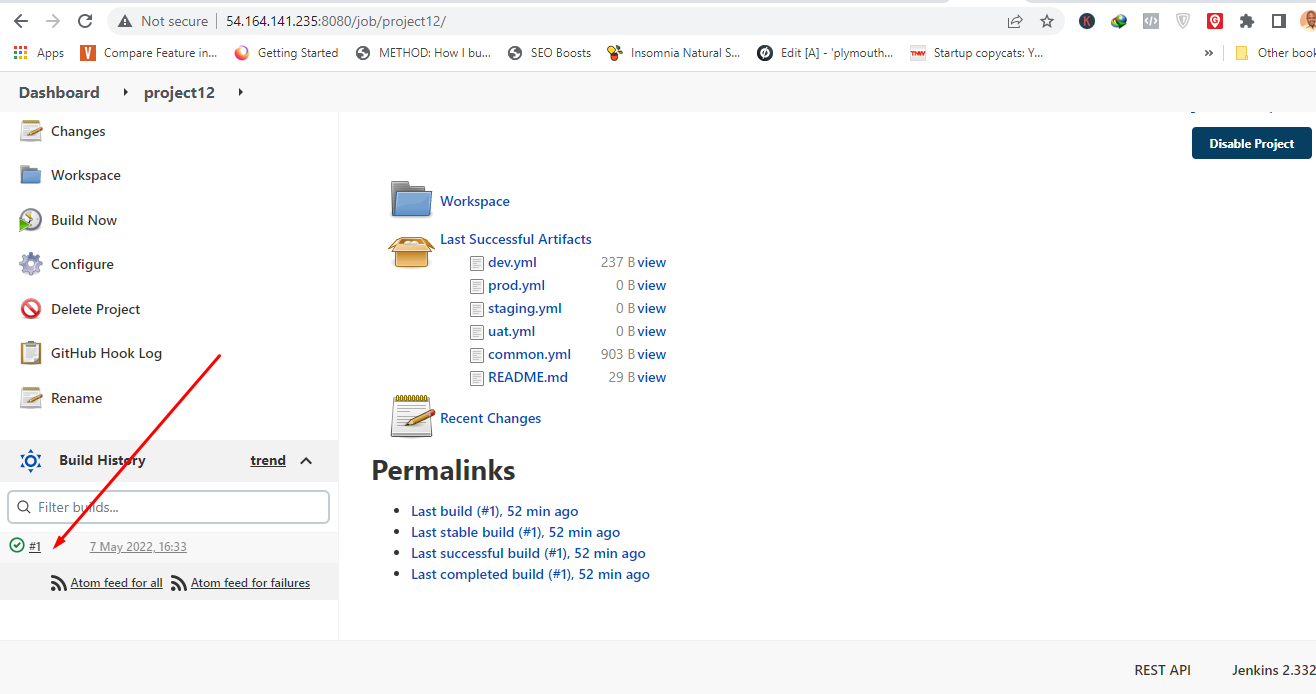 Not secure 54.164.141.235:8080/job/project12/
Apps Compare Feature in... Getting Started METHOD: How I bu... SEO Boosts Insomnia Natural S... Edit [A] - 'plymouth... TNW Startup copycats: Y... » Other book
Dashboard project12
Changes
Disable Project
Workspace
Build Now
Configure
Delete Project
GitHub Hook Log
Rename
Workspace
Last Successful Artifacts
dev.yml 237 B view
prod.yml 0 B view
staging.yml 0 B view
uat.yml 0 B view
common.yml 903 B view
README.md 29 B view
Recent Changes
Build History trend
Filter builds...
#1 7 May 2022, 16:33
Atom feed for all Atom feed for failures
Permalinks
Last build (#1), 52 min ago
Last stable build (#1), 52 min ago
Last successful build (#1), 52 min ago
Last completed build (#1), 52 min ago
REST API Jenkins 2.332